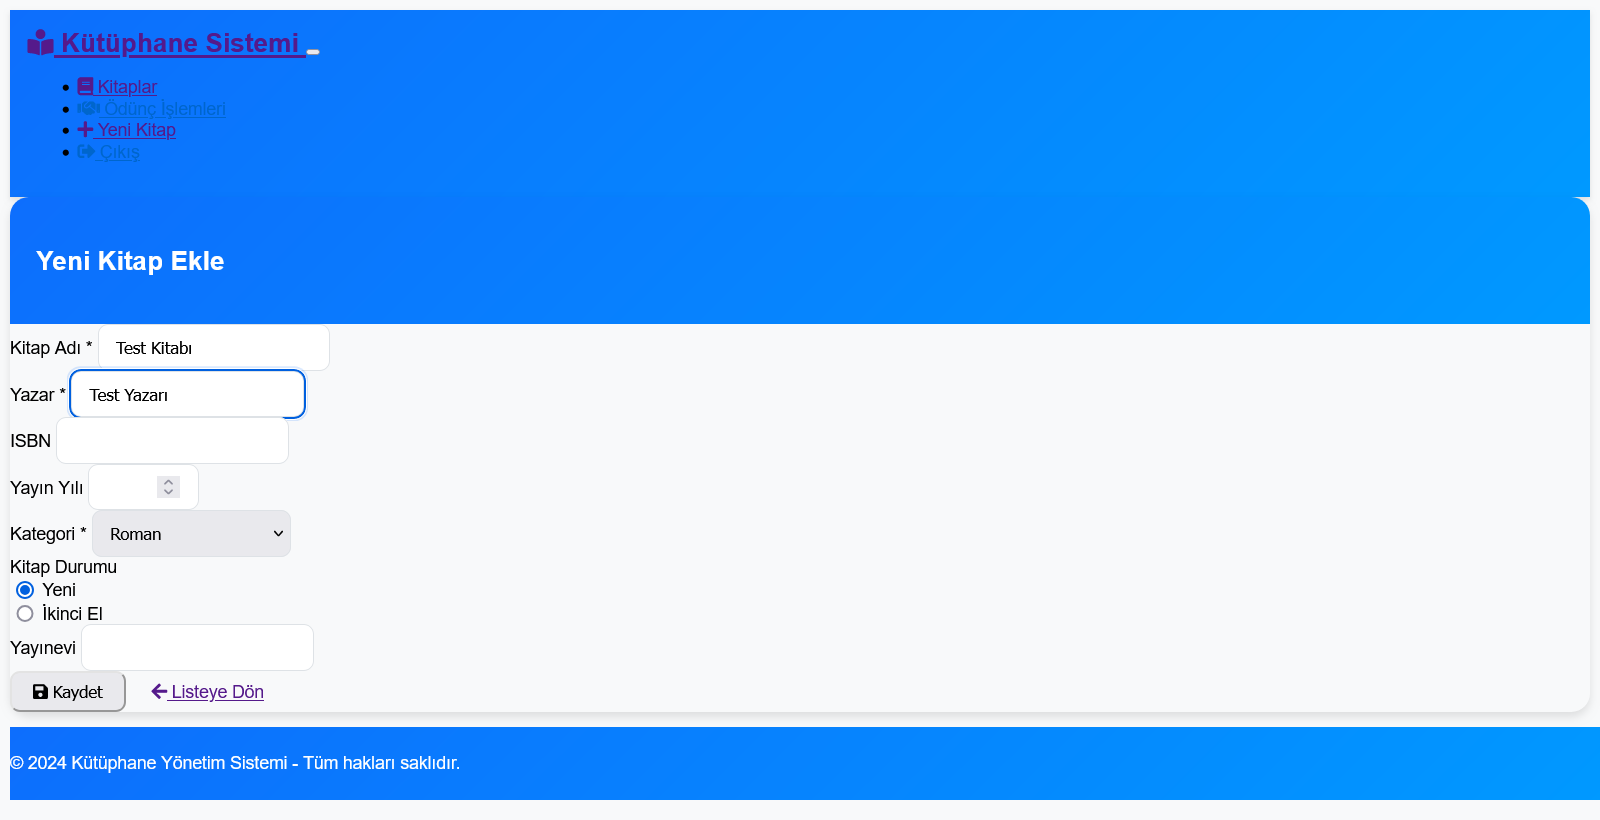 Kütüphane Sistemi
Kitaplar
Ödünç İşlemleri
Yeni Kitap
Çıkış
Yeni Kitap Ekle
Kitap Adı * Test Kitabı
Yazar * Test Yazarı
ISBN
Yayın Yılı
Kategori * Roman
Kitap Durumu
Yeni
İkinci El
Yayınevi
Kaydet Listeye Dön
© 2024 Kütüphane Yönetim Sistemi - Tüm hakları saklıdır.